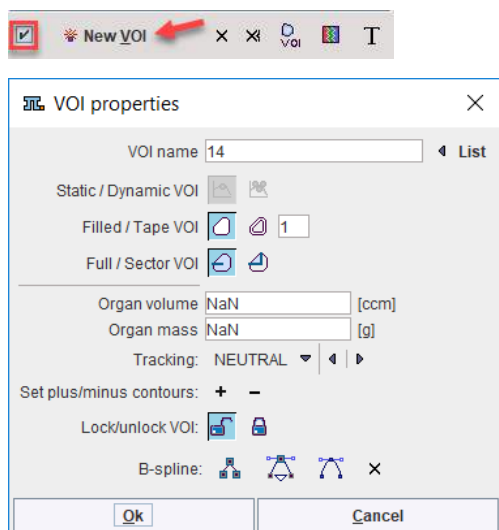 New VOI VOI T
VOI properties
VOI name 14 List
Static / Dynamic VOI
Filled / Tape VOI 1
Full / Sector VOI
Organ volume NaN [ccm]
Organ mass NaN [g]
Tracking: NEUTRAL
Set plus/minus contours: + −
Lock/unlock VOI:
B-spline:
Ok Cancel